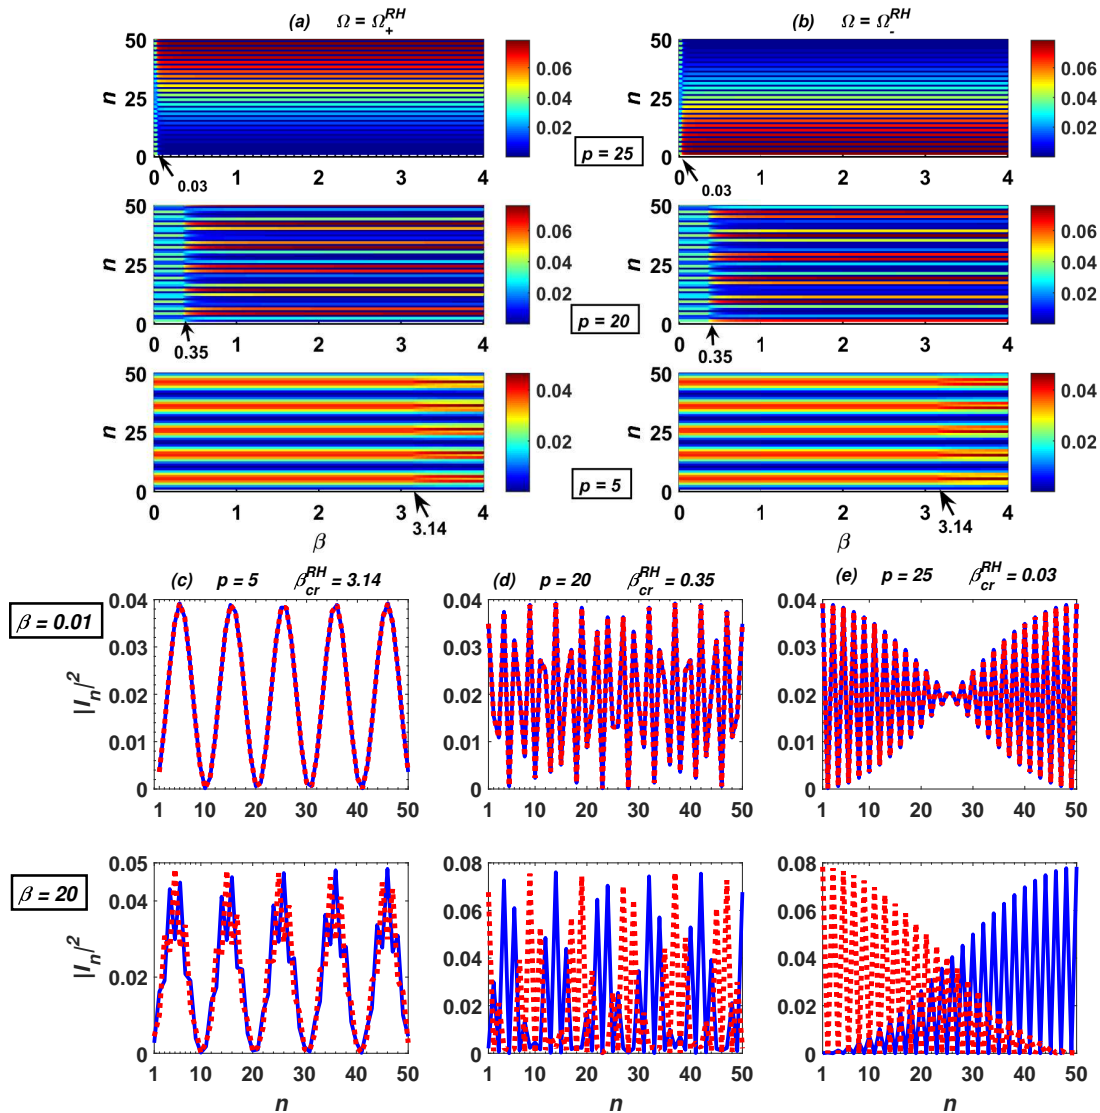 (a) Ω = Ω₊ᴿᴴ (b) Ω = Ω₋ᴿᴴ
50 0.06 50 0.06
n 25 0.04 n 25 0.04
0.02 0.02
0 0
p = 25
0 1 2 3 4 0 1 2 3 4
0.03 0.03
50 0.06 50 0.06
n 25 0.04 n 25 0.04
0.02 0.02
0 0
p = 20
0 1 2 3 4 0 1 2 3 4
0.35 0.35
50 0.04 50 0.04
n 25 n 25
0.02 0.02
0 0
p = 5
0 1 2 3 4 0 1 2 3 4
3.14 3.14
β β
(c) p = 5 β_cr^RH = 3.14 (d) p = 20 β_cr^RH = 0.35 (e) p = 25 β_cr^RH = 0.03
β = 0.01
0.04 0.04 0.04
0.03 0.03 0.03
|I_n|² 0.02 0.02 0.02
0.01 0.01 0.01
0 0 0
1 10 20 30 40 50 1 10 20 30 40 50 1 10 20 30 40 50
β = 20
0.05 0.08 0.08
0.04 0.06 0.06
|I_n|² 0.04 0.04
0.02 0.02 0.02
0 0 0
1 10 20 30 40 50 1 10 20 30 40 50 1 10 20 30 40 50
n n n